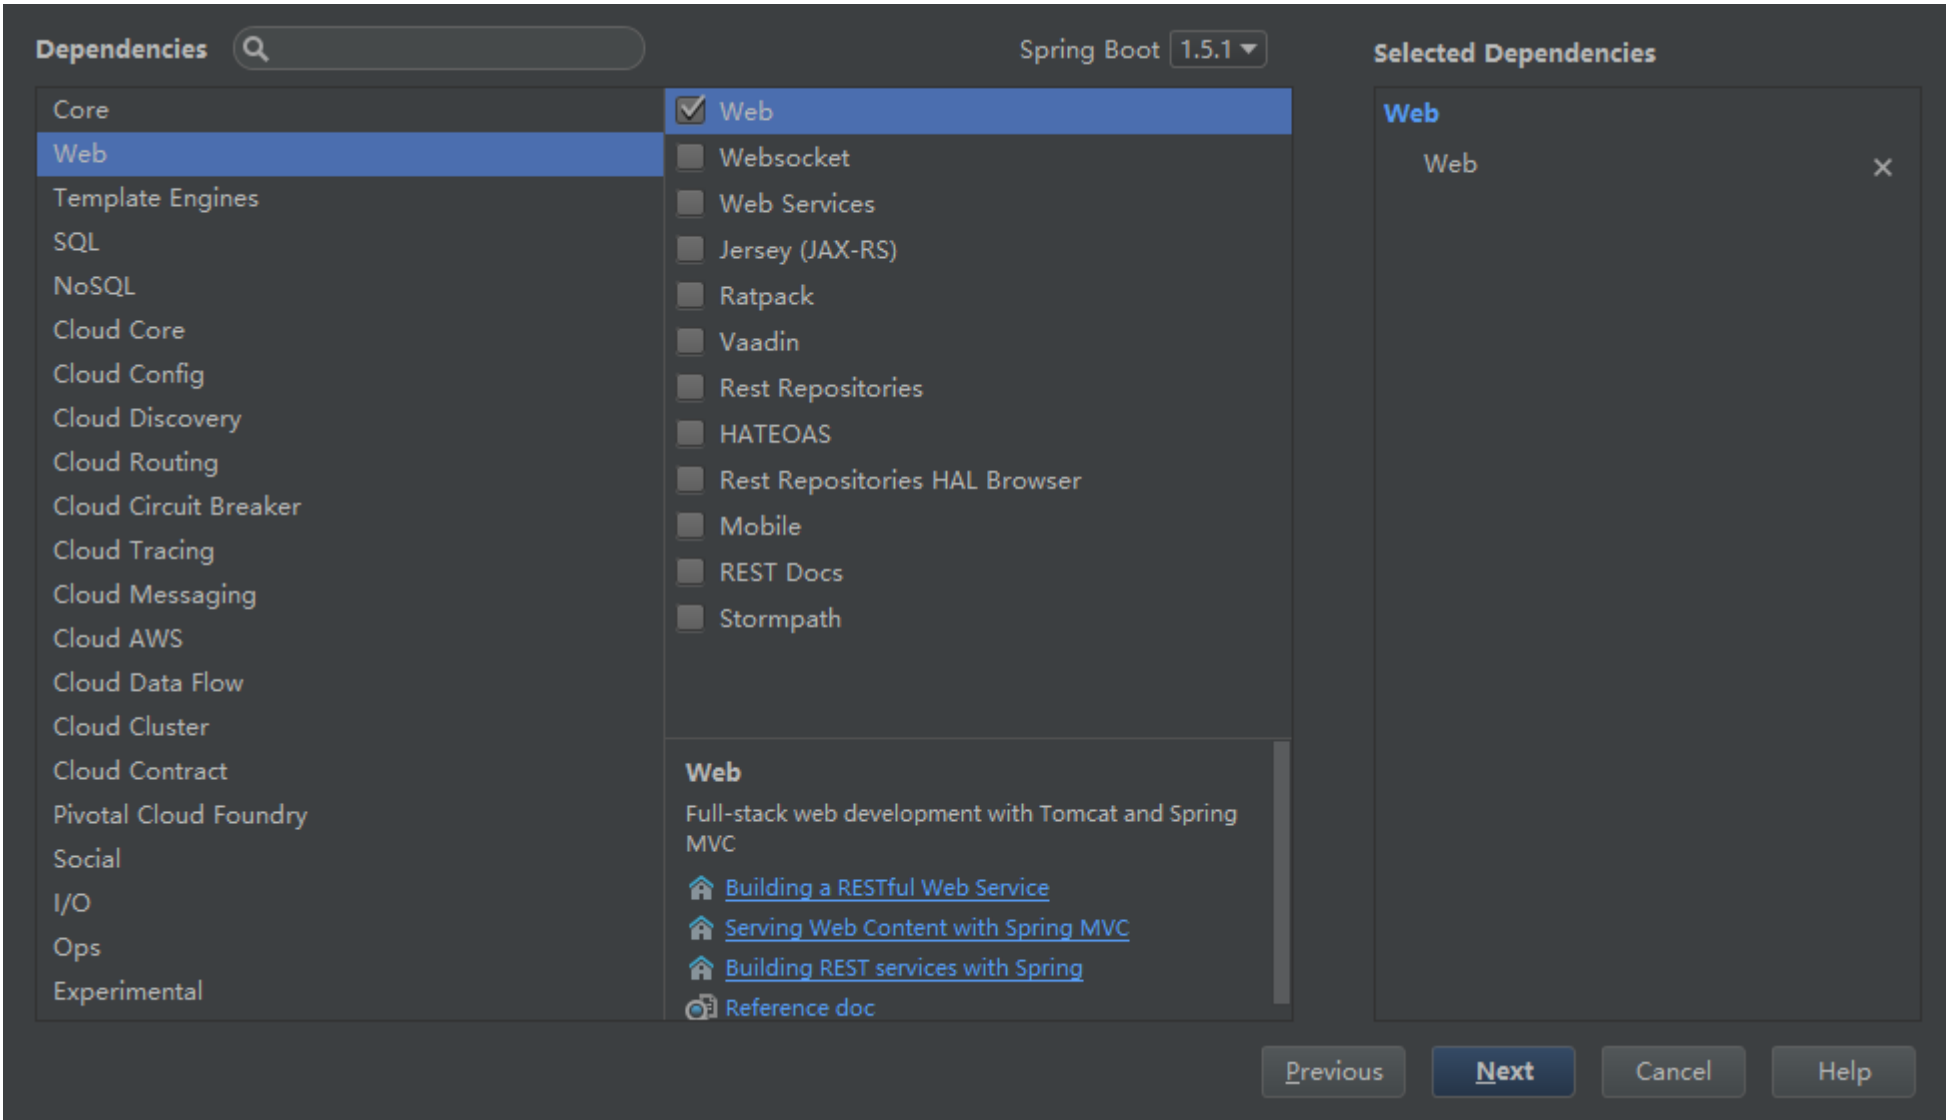 Dependencies
Spring Boot 1.5.1
Selected Dependencies
Core
Web
Template Engines
SQL
NoSQL
Cloud Core
Cloud Config
Cloud Discovery
Cloud Routing
Cloud Circuit Breaker
Cloud Tracing
Cloud Messaging
Cloud AWS
Cloud Data Flow
Cloud Cluster
Cloud Contract
Pivotal Cloud Foundry
Social
I/O
Ops
Experimental
Web
Websocket
Web Services
Jersey (JAX-RS)
Ratpack
Vaadin
Rest Repositories
HATEOAS
Rest Repositories HAL Browser
Mobile
REST Docs
Stormpath
Web
Full-stack web development with Tomcat and Spring
MVC
Building a RESTful Web Service
Serving Web Content with Spring MVC
Building REST services with Spring
Reference doc
Web
Web
Previous
Next
Cancel
Help